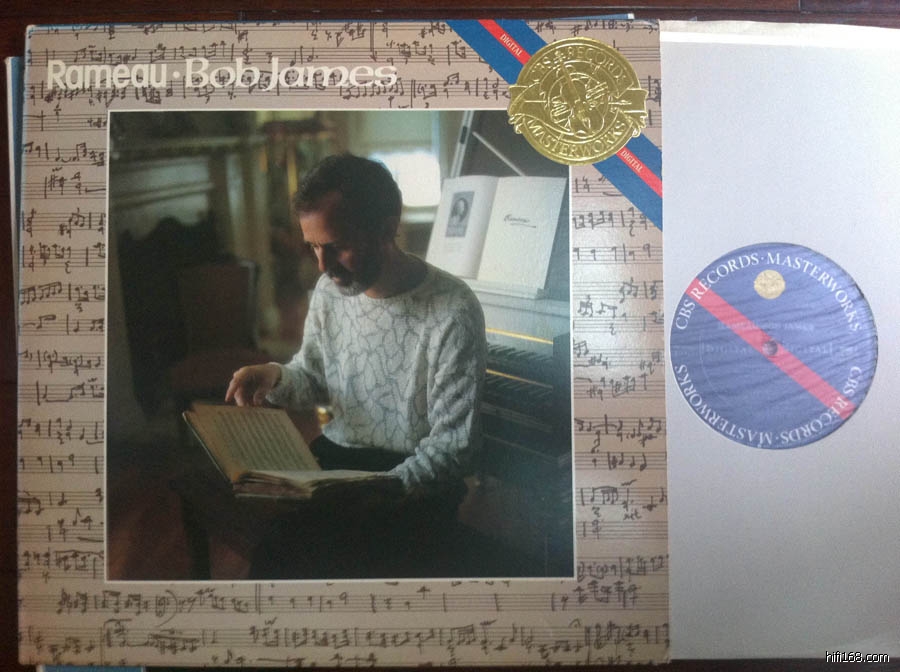 Rameau · Bob James
DIGITAL
CBS RECORDS
MASTERWORKS
DIGITAL
CBS RECORDS · MASTERWORKS
CBS RECORDS · MASTERWORKS
hifi168.com